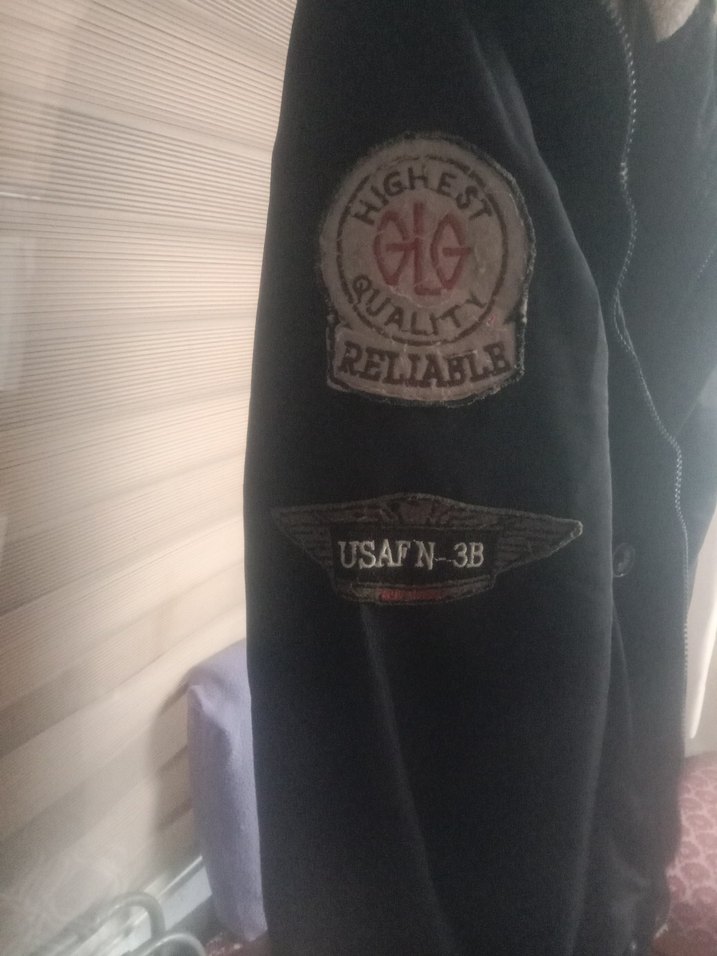 HIGHEST
GLG
QUALITY
RELIABLE
USAF N-3B